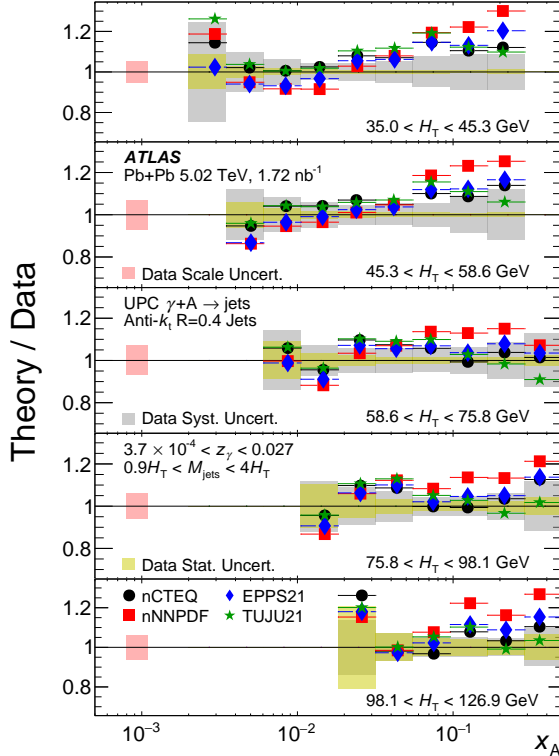 Theory / Data
1.2
1
0.8
35.0 < H_T < 45.3 GeV
ATLAS
Pb+Pb 5.02 TeV, 1.72 nb⁻¹
1.2
1
0.8
Data Scale Uncert.
45.3 < H_T < 58.6 GeV
UPC γ+A → jets
Anti-k_t R=0.4 Jets
1.2
1
0.8
Data Syst. Uncert.
58.6 < H_T < 75.8 GeV
3.7 × 10⁻⁴ < z_γ < 0.027
0.9H_T < M_jets < 4H_T
1.2
1
0.8
Data Stat. Uncert.
75.8 < H_T < 98.1 GeV
nCTEQ EPPS21
nNNPDF TUJU21
1.2
1
0.8
98.1 < H_T < 126.9 GeV
10⁻³ 10⁻² 10⁻¹ 1
x_A